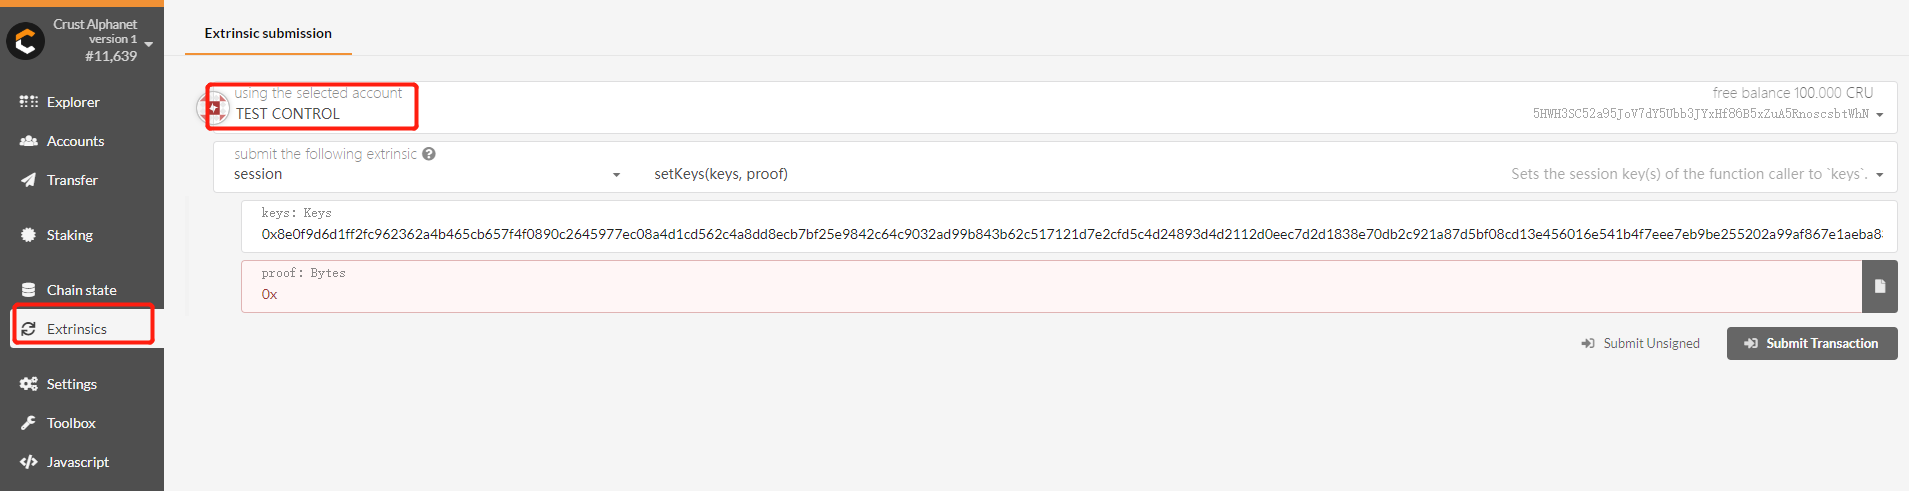 Crust Alphanet
version 1
#11,639
Explorer
Accounts
Transfer
Staking
Chain state
Extrinsics
Settings
Toolbox
Javascript
Extrinsic submission
using the selected account
TEST CONTROL
free balance 100.000 CRU
5HWH3SC52a95JoV7dY5Ubb3JYxHf86B5xZuA5RnoscsbtWhN
submit the following extrinsic
session
setKeys(keys, proof)
Sets the session key(s) of the function caller to `keys`.
keys: Keys
0x8e0f9d6d1ff2fc962362a4b465cb657f4f0890c2645977ec08a4d1cd562c4a8dd8ecb7bf25e9842c64c9032ad99b843b62c517121d7e2cfd5c4d24893d4d2112d0eec7d2d1838e70db2c921a87d5bf08cd13e456016e541b4f7eee7eb9be255202a99af867e1aeba8
proof: Bytes
0x
Submit Unsigned
Submit Transaction